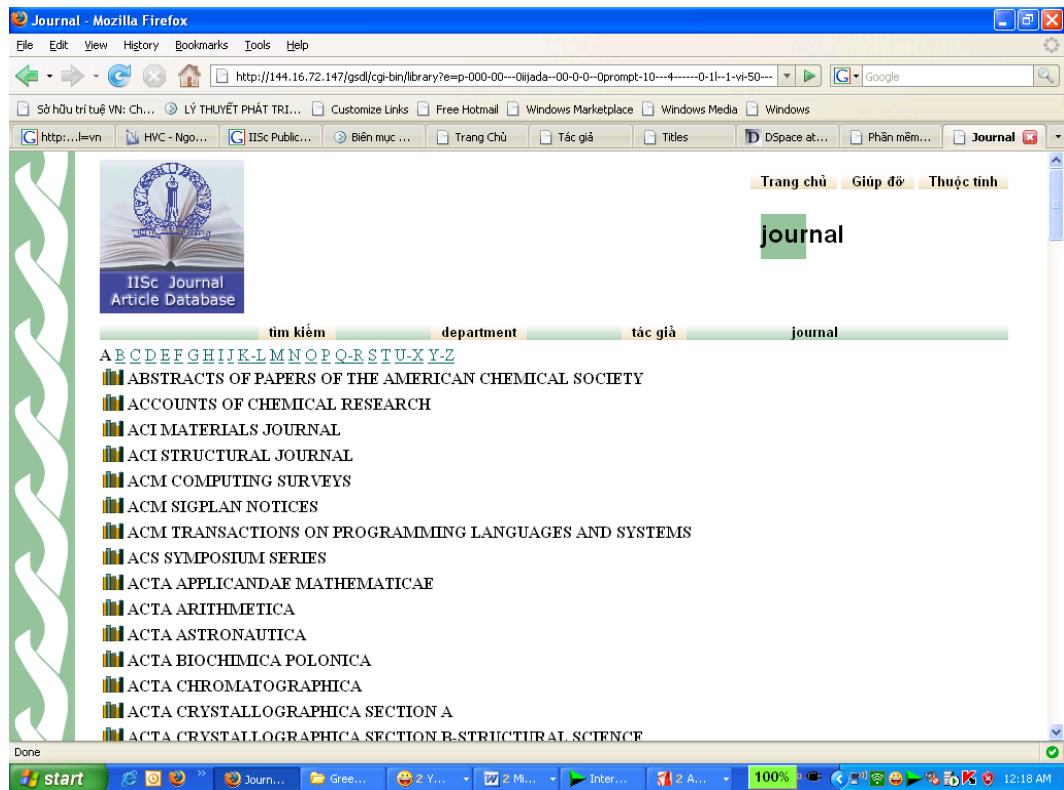 Journal - Mozilla Firefox
File Edit View History Bookmarks Tools Help
http://144.16.72.147/gsdl/cgi-bin/library?e=p-000-00---0iijada--00-0-0--0prompt-10---4------0-1l--1-vi-50---
Google
Sở hữu trí tuệ VN: Ch... LÝ THUYẾT PHÁT TRI... Customize Links Free Hotmail Windows Marketplace Windows Media Windows
http:...l=vn HVC - Ngo... IISc Public... Biên mục ... Trang Chủ Tác giả Titles DSpace at... Phần mềm... Journal
Trang chủ Giúp đỡ Thuộc tính
journal
IISc Journal
Article Database
tìm kiếm department tác giả journal
A B C D E F G H I J K-L M N O P Q-R S T U-X Y-Z
ABSTRACTS OF PAPERS OF THE AMERICAN CHEMICAL SOCIETY
ACCOUNTS OF CHEMICAL RESEARCH
ACI MATERIALS JOURNAL
ACI STRUCTURAL JOURNAL
ACM COMPUTING SURVEYS
ACM SIGPLAN NOTICES
ACM TRANSACTIONS ON PROGRAMMING LANGUAGES AND SYSTEMS
ACS SYMPOSIUM SERIES
ACTA APPLICANDAE MATHEMATICAE
ACTA ARITHMETICA
ACTA ASTRONAUTICA
ACTA BIOCHIMICA POLONICA
ACTA CHROMATOGRAPHICA
ACTA CRYSTALLOGRAPHICA SECTION A
ACTA CRYSTALLOGRAPHICA SECTION B-STRUCTURAL SCIENCE
Done
start Journ... Gree... 2 Y... 2 Mi... Inter... 2 A... 100% 12:18 AM